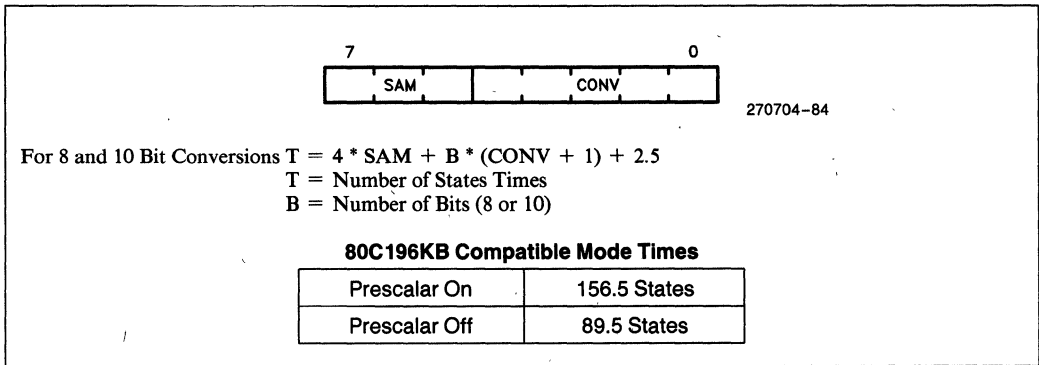 7 0
SAM CONV
270704-84
For 8 and 10 Bit Conversions T = 4 * SAM + B * (CONV + 1) + 2.5
T = Number of States Times
B = Number of Bits (8 or 10)
80C196KB Compatible Mode Times
Prescalar On 156.5 States
Prescalar Off 89.5 States